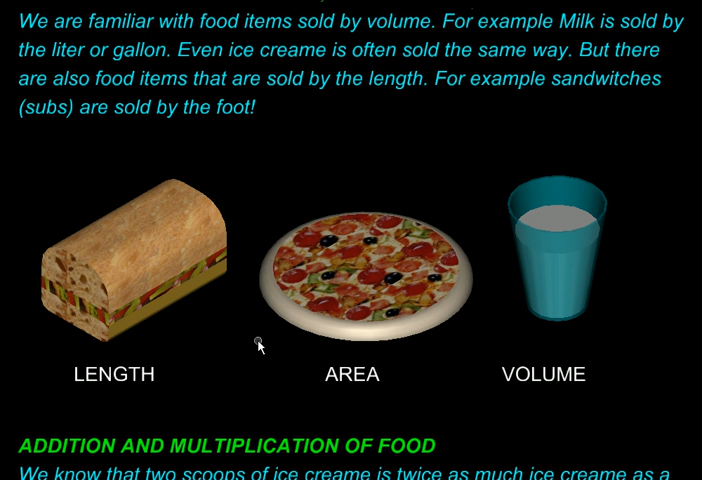 We are familiar with food items sold by volume. For example Milk is sold by
the liter or gallon. Even ice creame is often sold the same way. But there
are also food items that are sold by the length. For example sandwitches
(subs) are sold by the foot!
LENGTH AREA VOLUME
ADDITION AND MULTIPLICATION OF FOOD
We know that two scoops of ice creame is twice as much ice creame as a